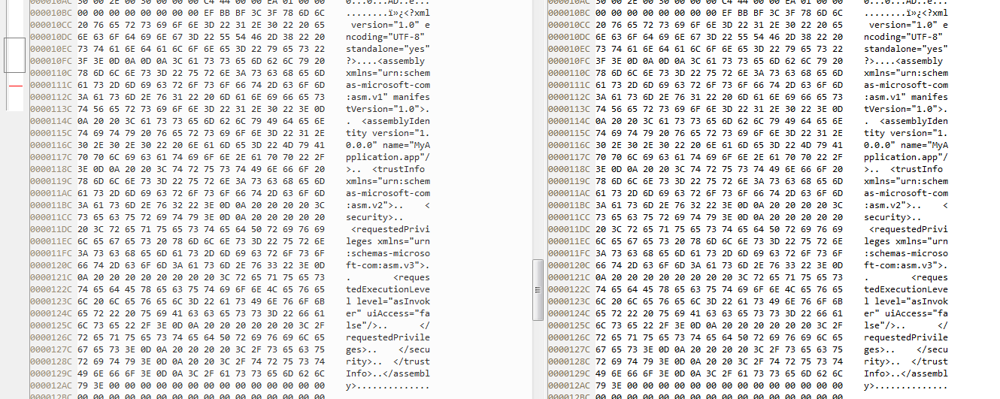 000010AC 30 00 2E 00 30 00 00 00 C4 44 00 00 EA 01 00 00
000010BC 00 00 00 00 00 00 00 00 EF BB BF 3C 3F 78 6D 6C ........ï»¿<?xml
000010CC 20 76 65 72 73 69 6F 6E 3D 22 31 2E 30 22 20 65  version="1.0" e
000010DC 6E 63 6F 64 69 6E 67 3D 22 55 54 46 2D 38 22 20 ncoding="UTF-8"
000010EC 73 74 61 6E 64 61 6C 6F 6E 65 3D 22 79 65 73 22 standalone="yes"
000010FC 3F 3E 0D 0A 0D 0A 3C 61 73 73 65 6D 62 6C 79 20 ?>....<assembly
0000110C 78 6D 6C 6E 73 3D 22 75 72 6E 3A 73 63 68 65 6D xmlns="urn:schem
0000111C 61 73 2D 6D 69 63 72 6F 73 6F 66 74 2D 63 6F 6D as-microsoft-com
0000112C 3A 61 73 6D 2E 76 31 22 20 6D 61 6E 69 66 65 73 :asm.v1" manifes
0000113C 74 56 65 72 73 69 6F 6E 3D 22 31 2E 30 22 3E 0D tVersion="1.0">.
0000114C 0A 20 20 3C 61 73 73 65 6D 62 6C 79 49 64 65 6E .  <assemblyIden
0000115C 74 69 74 79 20 76 65 72 73 69 6F 6E 3D 22 31 2E tity version="1.
0000116C 30 2E 30 2E 30 22 20 6E 61 6D 65 3D 22 4D 79 41 0.0.0" name="MyA
0000117C 70 70 6C 69 63 61 74 69 6F 6E 2E 61 70 70 22 2F pplication.app"/
0000118C 3E 0D 0A 20 20 3C 74 72 75 73 74 49 6E 66 6F 20 >..  <trustInfo
0000119C 78 6D 6C 6E 73 3D 22 75 72 6E 3A 73 63 68 65 6D xmlns="urn:schem
000011AC 61 73 2D 6D 69 63 72 6F 73 6F 66 74 2D 63 6F 6D as-microsoft-com
000011BC 3A 61 73 6D 2E 76 32 22 3E 0D 0A 20 20 20 20 3C :asm.v2">..    <
000011CC 73 65 63 75 72 69 74 79 3E 0D 0A 20 20 20 20 20 security>..
000011DC 20 3C 72 65 71 75 65 73 74 65 64 50 72 69 76 69  <requestedPrivi
000011EC 6C 65 67 65 73 20 78 6D 6C 6E 73 3D 22 75 72 6E leges xmlns="urn
000011FC 3A 73 63 68 65 6D 61 73 2D 6D 69 63 72 6F 73 6F :schemas-microso
0000120C 66 74 2D 63 6F 6D 3A 61 73 6D 2E 76 33 22 3E 0D ft-com:asm.v3">.
0000121C 0A 20 20 20 20 20 20 20 20 3C 72 65 71 75 65 73 .        <reques
0000122C 74 65 64 45 78 65 63 75 74 69 6F 6E 4C 65 76 65 tedExecutionLeve
0000123C 6C 20 6C 65 76 65 6C 3D 22 61 73 49 6E 76 6F 6B l level="asInvok
0000124C 65 72 22 20 75 69 41 63 63 65 73 73 3D 22 66 61 er" uiAccess="fa
0000125C 6C 73 65 22 2F 3E 0D 0A 20 20 20 20 20 20 3C 2F lse"/>..      </
0000126C 72 65 71 75 65 73 74 65 64 50 72 69 76 69 6C 65 requestedPrivile
0000127C 67 65 73 3E 0D 0A 20 20 20 20 3C 2F 73 65 63 75 ges>..    </secu
0000128C 72 69 74 79 3E 0D 0A 20 20 3C 2F 74 72 75 73 74 rity>..  </trust
0000129C 49 6E 66 6F 3E 0D 0A 3C 2F 61 73 73 65 6D 62 6C Info>..</assembl
000012AC 79 3E 00 00 00 00 00 00 00 00 00 00 00 00 00 00 y>..............
000012BC 00 00 00 00 00 00 00 00 00 00 00 00 00 00 00 00
000010AC 30 00 2E 00 30 00 00 00 C4 44 00 00 EA 01 00 00
000010BC 00 00 00 00 00 00 00 00 EF BB BF 3C 3F 78 6D 6C ........ï»¿<?xml
000010CC 20 76 65 72 73 69 6F 6E 3D 22 31 2E 30 22 20 65  version="1.0" e
000010DC 6E 63 6F 64 69 6E 67 3D 22 55 54 46 2D 38 22 20 ncoding="UTF-8"
000010EC 73 74 61 6E 64 61 6C 6F 6E 65 3D 22 79 65 73 22 standalone="yes"
000010FC 3F 3E 0D 0A 0D 0A 3C 61 73 73 65 6D 62 6C 79 20 ?>....<assembly
0000110C 78 6D 6C 6E 73 3D 22 75 72 6E 3A 73 63 68 65 6D xmlns="urn:schem
0000111C 61 73 2D 6D 69 63 72 6F 73 6F 66 74 2D 63 6F 6D as-microsoft-com
0000112C 3A 61 73 6D 2E 76 31 22 20 6D 61 6E 69 66 65 73 :asm.v1" manifes
0000113C 74 56 65 72 73 69 6F 6E 3D 22 31 2E 30 22 3E 0D tVersion="1.0">.
0000114C 0A 20 20 3C 61 73 73 65 6D 62 6C 79 49 64 65 6E .  <assemblyIden
0000115C 74 69 74 79 20 76 65 72 73 69 6F 6E 3D 22 31 2E tity version="1.
0000116C 30 2E 30 2E 30 22 20 6E 61 6D 65 3D 22 4D 79 41 0.0.0" name="MyA
0000117C 70 70 6C 69 63 61 74 69 6F 6E 2E 61 70 70 22 2F pplication.app"/
0000118C 3E 0D 0A 20 20 3C 74 72 75 73 74 49 6E 66 6F 20 >..  <trustInfo
0000119C 78 6D 6C 6E 73 3D 22 75 72 6E 3A 73 63 68 65 6D xmlns="urn:schem
000011AC 61 73 2D 6D 69 63 72 6F 73 6F 66 74 2D 63 6F 6D as-microsoft-com
000011BC 3A 61 73 6D 2E 76 32 22 3E 0D 0A 20 20 20 20 3C :asm.v2">..    <
000011CC 73 65 63 75 72 69 74 79 3E 0D 0A 20 20 20 20 20 security>..
000011DC 20 3C 72 65 71 75 65 73 74 65 64 50 72 69 76 69  <requestedPrivi
000011EC 6C 65 67 65 73 20 78 6D 6C 6E 73 3D 22 75 72 6E leges xmlns="urn
000011FC 3A 73 63 68 65 6D 61 73 2D 6D 69 63 72 6F 73 6F :schemas-microso
0000120C 66 74 2D 63 6F 6D 3A 61 73 6D 2E 76 33 22 3E 0D ft-com:asm.v3">.
0000121C 0A 20 20 20 20 20 20 20 20 3C 72 65 71 75 65 73 .        <reques
0000122C 74 65 64 45 78 65 63 75 74 69 6F 6E 4C 65 76 65 tedExecutionLeve
0000123C 6C 20 6C 65 76 65 6C 3D 22 61 73 49 6E 76 6F 6B l level="asInvok
0000124C 65 72 22 20 75 69 41 63 63 65 73 73 3D 22 66 61 er" uiAccess="fa
0000125C 6C 73 65 22 2F 3E 0D 0A 20 20 20 20 20 20 3C 2F lse"/>..      </
0000126C 72 65 71 75 65 73 74 65 64 50 72 69 76 69 6C 65 requestedPrivile
0000127C 67 65 73 3E 0D 0A 20 20 20 20 3C 2F 73 65 63 75 ges>..    </secu
0000128C 72 69 74 79 3E 0D 0A 20 20 3C 2F 74 72 75 73 74 rity>..  </trust
0000129C 49 6E 66 6F 3E 0D 0A 3C 2F 61 73 73 65 6D 62 6C Info>..</assembl
000012AC 79 3E 00 00 00 00 00 00 00 00 00 00 00 00 00 00 y>..............
000012BC 00 00 00 00 00 00 00 00 00 00 00 00 00 00 00 00